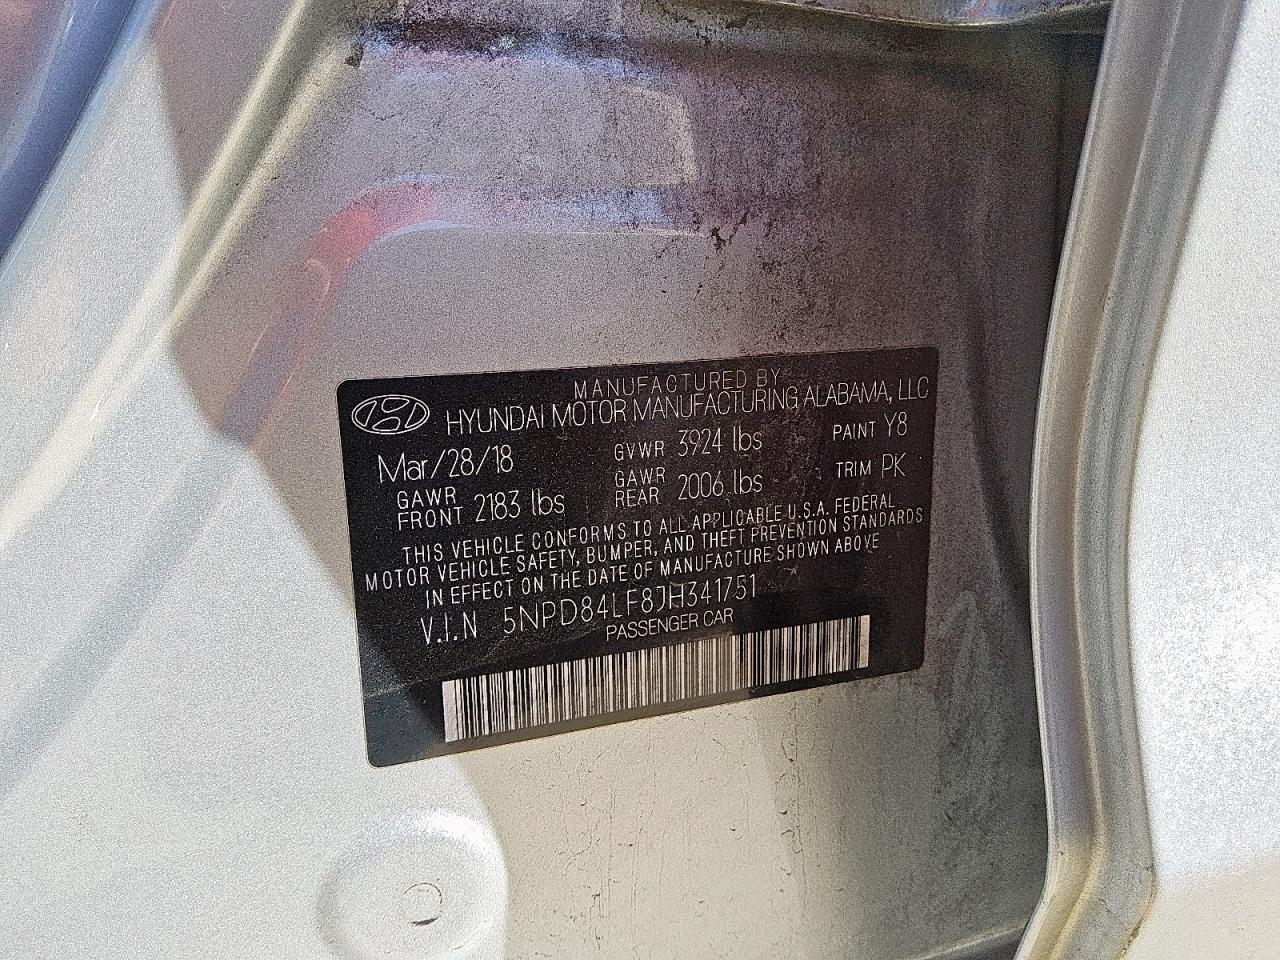 MANUFACTURED BY
HYUNDAI MOTOR MANUFACTURING ALABAMA, LLC
Mar/28/18 GVWR 3924 lbs PAINT Y8
GAWR FRONT 2183 lbs GAWR REAR 2006 lbs TRIM PK
THIS VEHICLE CONFORMS TO ALL APPLICABLE U.S.A. FEDERAL
MOTOR VEHICLE SAFETY, BUMPER, AND THEFT PREVENTION STANDARDS
IN EFFECT ON THE DATE OF MANUFACTURE SHOWN ABOVE
V.I.N 5NPD84LF8JH341751
PASSENGER CAR